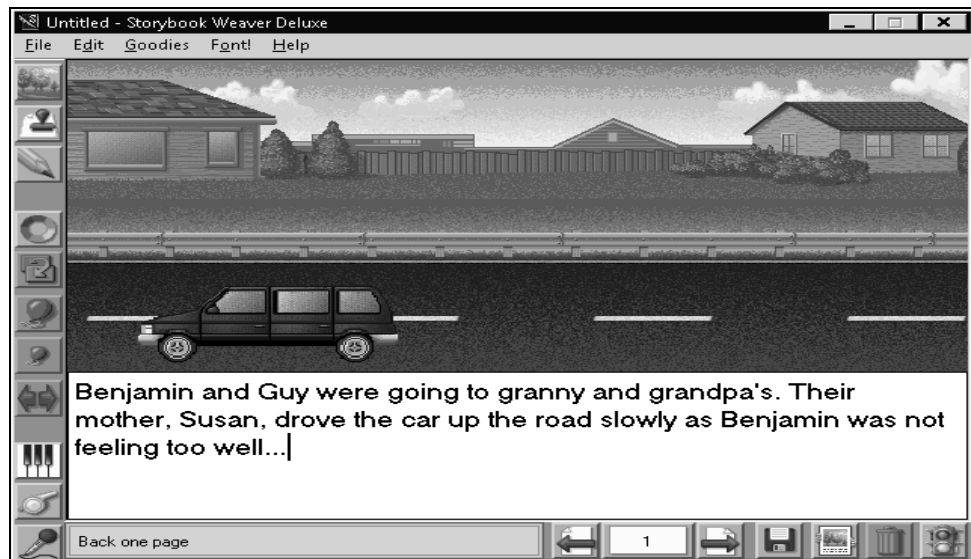 Untitled - Storybook Weaver Deluxe
File Edit Goodies Font! Help
Benjamin and Guy were going to granny and grandpa's. Their
mother, Susan, drove the car up the road slowly as Benjamin was not
feeling too well...
Back one page 1